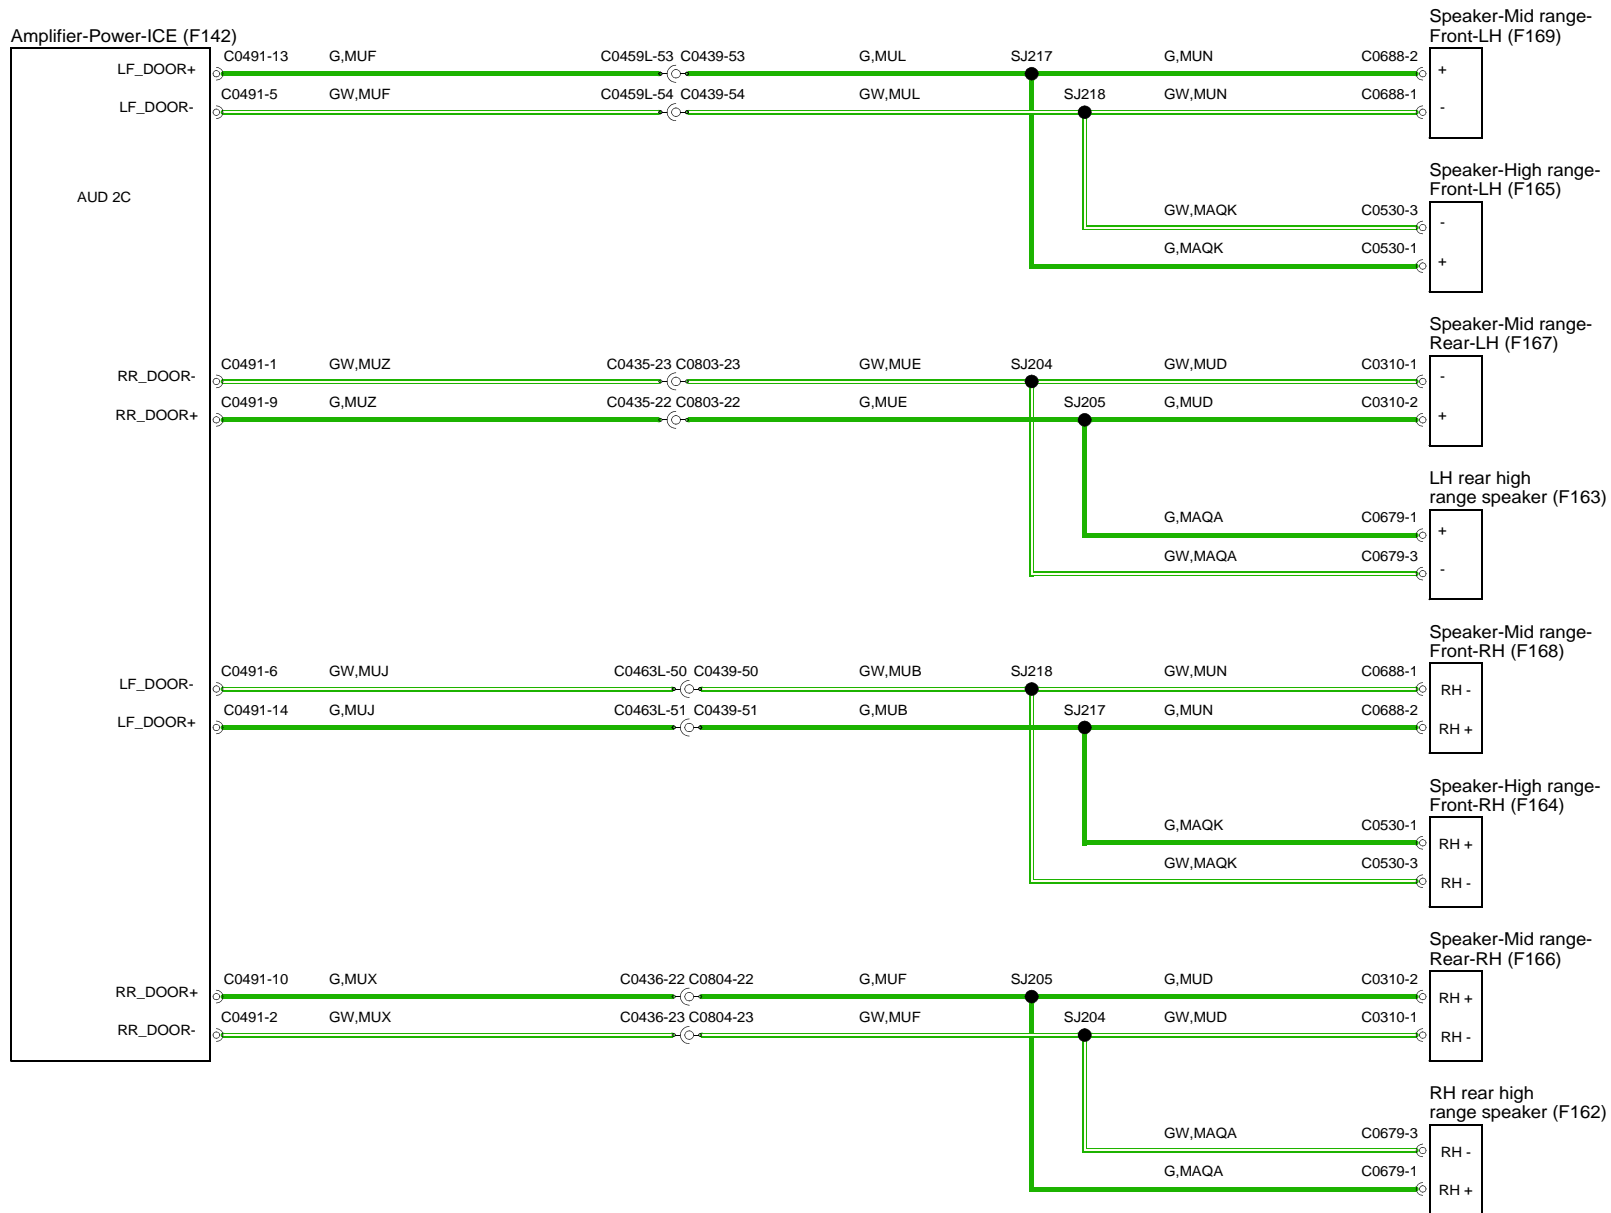 Speaker-Mid range-
Front-LH (F169)
Amplifier-Power-ICE (F142)
C0491-13 G,MUF C0459L-53 C0439-53 G,MUL SJ217 G,MUN C0688-2
LF_DOOR+ +
C0491-5 GW,MUF C0459L-54 C0439-54 GW,MUL SJ218 GW,MUN C0688-1
LF_DOOR- -
Speaker-High range-
Front-LH (F165)
AUD 2C
GW,MAQK C0530-3
-
G,MAQK C0530-1
+
Speaker-Mid range-
Rear-LH (F167)
C0491-1 GW,MUZ C0435-23 C0803-23 GW,MUE SJ204 GW,MUD C0310-1
RR_DOOR- -
C0491-9 G,MUZ C0435-22 C0803-22 G,MUE SJ205 G,MUD C0310-2
RR_DOOR+ +
LH rear high
range speaker (F163)
G,MAQA C0679-1
+
GW,MAQA C0679-3
-
Speaker-Mid range-
Front-RH (F168)
C0491-6 GW,MUJ C0463L-50 C0439-50 GW,MUB SJ218 GW,MUN C0688-1
LF_DOOR- RH -
C0491-14 G,MUJ C0463L-51 C0439-51 G,MUB SJ217 G,MUN C0688-2
LF_DOOR+ RH +
Speaker-High range-
Front-RH (F164)
G,MAQK C0530-1
RH +
GW,MAQK C0530-3
RH -
Speaker-Mid range-
Rear-RH (F166)
C0491-10 G,MUX C0436-22 C0804-22 G,MUF SJ205 G,MUD C0310-2
RR_DOOR+ RH +
C0491-2 GW,MUX C0436-23 C0804-23 GW,MUF SJ204 GW,MUD C0310-1
RR_DOOR- RH -
RH rear high
range speaker (F162)
GW,MAQA C0679-3
RH -
G,MAQA C0679-1
RH +